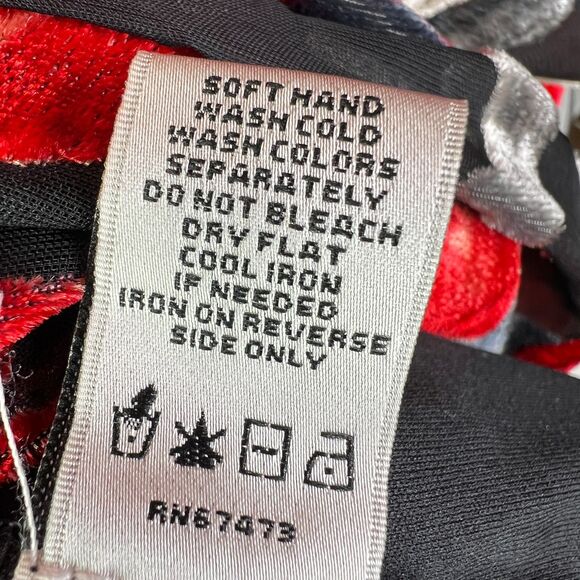 SOFT HAND
WASH COLD
WASH COLORS
SEPARATELY
DO NOT BLEACH
DRY FLAT
COOL IRON
IF NEEDED
IRON ON REVERSE
SIDE ONLY
RN67473